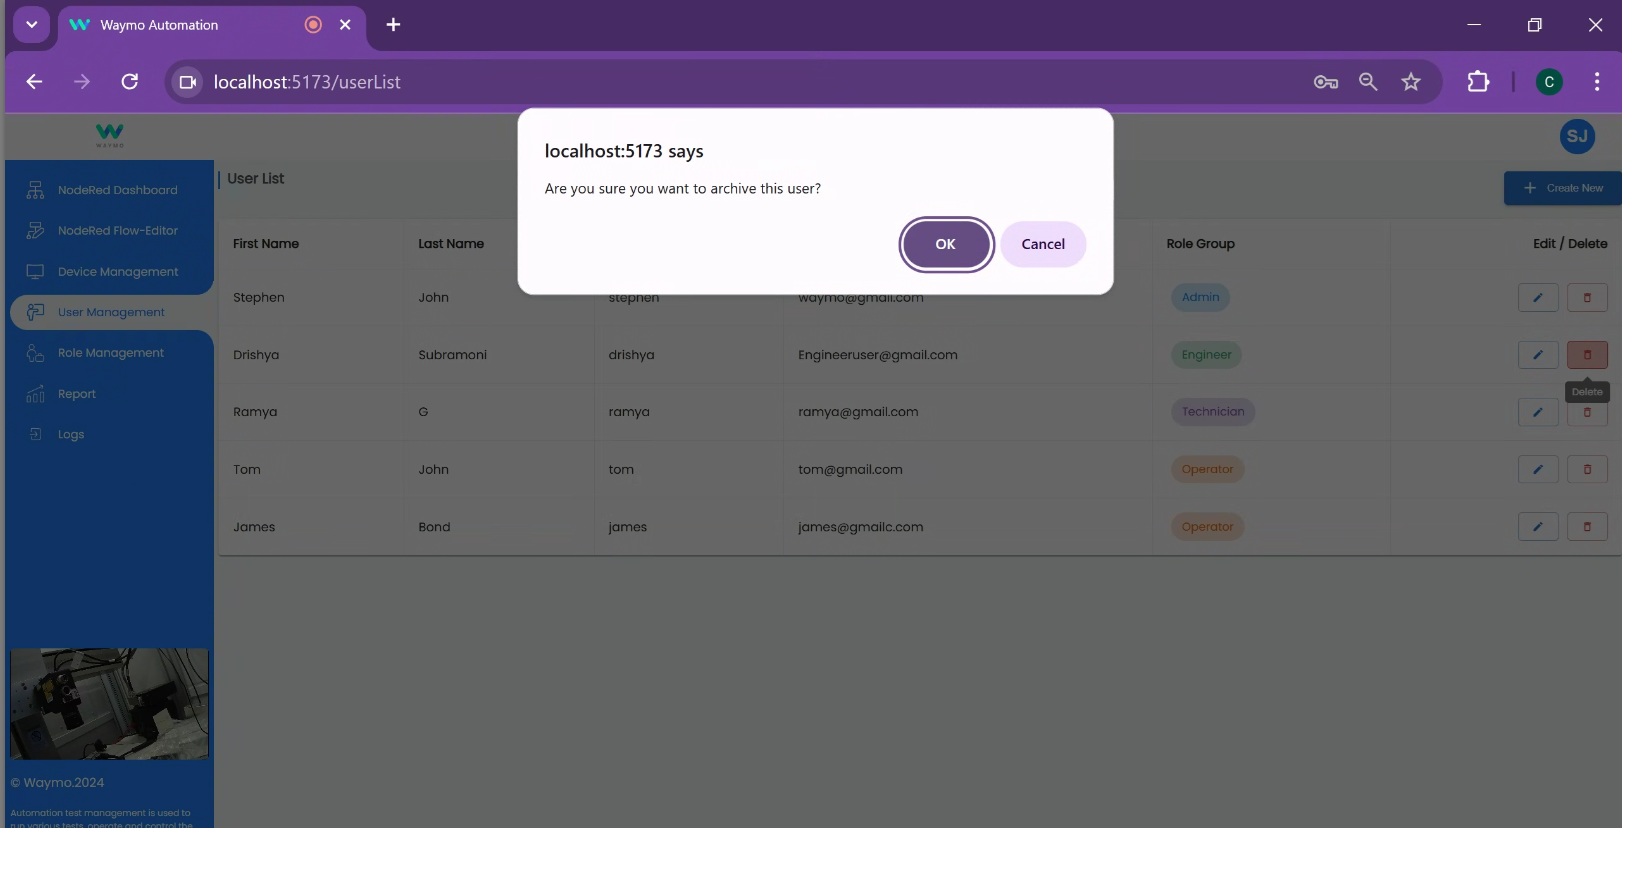 Waymo Automation
localhost:5173/userList
C
WAYMO
SJ
localhost:5173 says
Are you sure you want to archive this user?
OK
Cancel
NodeRed Dashboard
NodeRed Flow-Editor
Device Management
User Management
Role Management
Report
Logs
User List
Create New
First Name Last Name Role Group Edit / Delete
Stephen John stephen waymo@gmail.com Admin
Drishya Subramoni drishya Engineeruser@gmail.com Engineer
Delete
Ramya G ramya ramya@gmail.com Technician
Tom John tom tom@gmail.com Operator
James Bond james james@gmailc.com Operator
© Waymo.2024
Automation test management is used to
run various tests, operate and control the